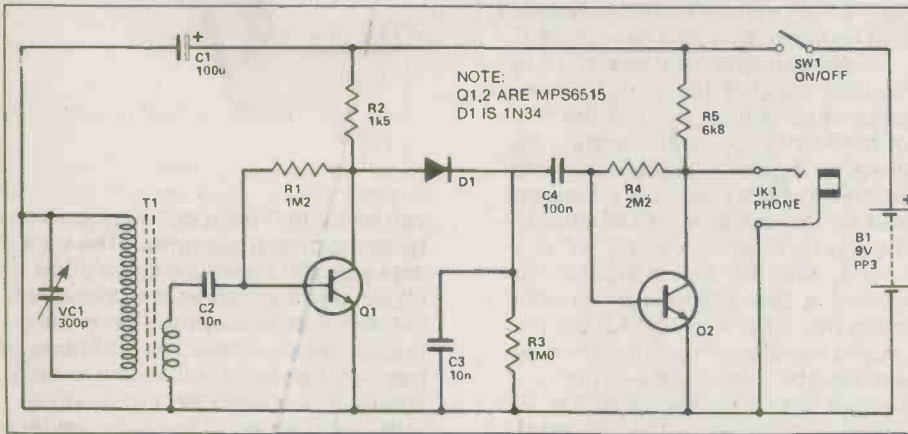 +
C1
100u
SW1
ON/OFF
NOTE:
Q1,2 ARE MPS6515
D1 IS 1N34
R2
1k5
R5
6k8
R1
1M2
D1
C4
100n
R4
2M2
JK1
PHONE
+
B1
9V
PP3
T1
VC1
300p
C2
10n
Q1
C3
10n
R3
1M0
Q2